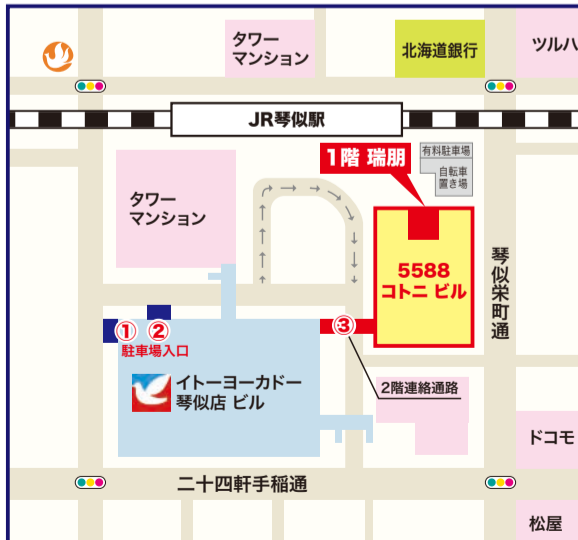 タワー
マンション
北海道銀行
ツルハ
JR琴似駅
1階 瑞朋
有料駐車場
自転車
置き場
タワー
マンション
5588
コトニ ビル
琴似栄町通
①
②
③
駐車場入口
2階連絡通路
イトーヨーカドー
琴似店 ビル
ドコモ
二十四軒手稲通
松屋